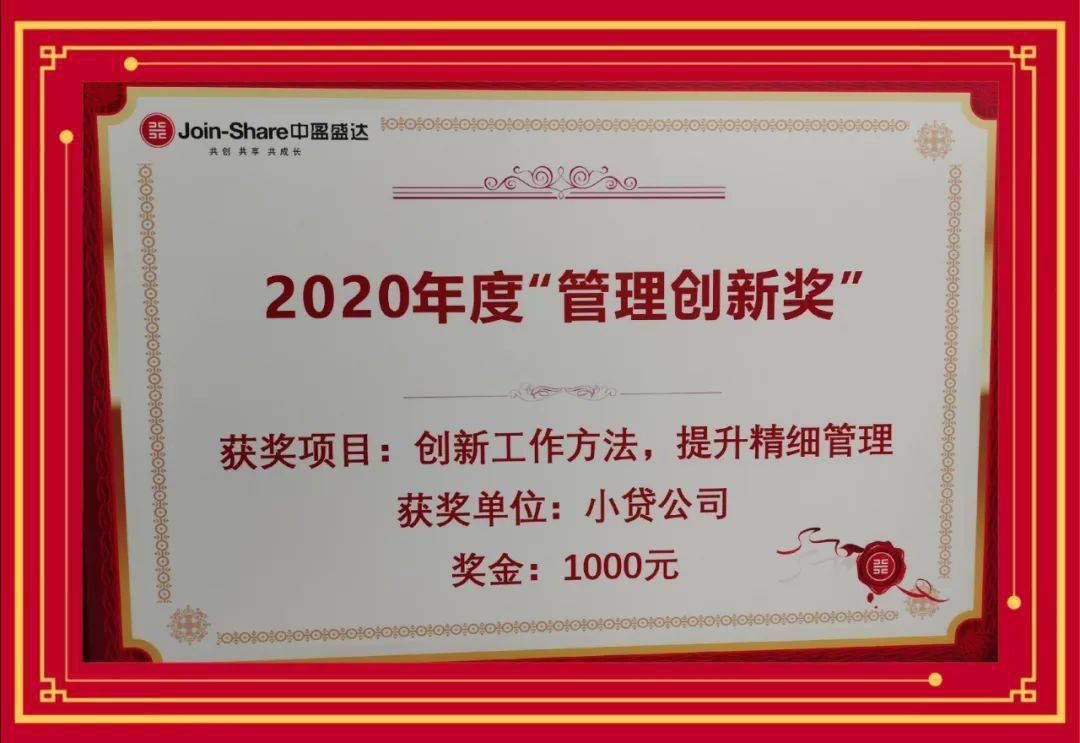 Join-Share中盈盛达
共创 共享 共成长
2020年度“管理创新奖”
获奖项目：创新工作方法，提升精细管理
获奖单位：小贷公司
奖金：1000元